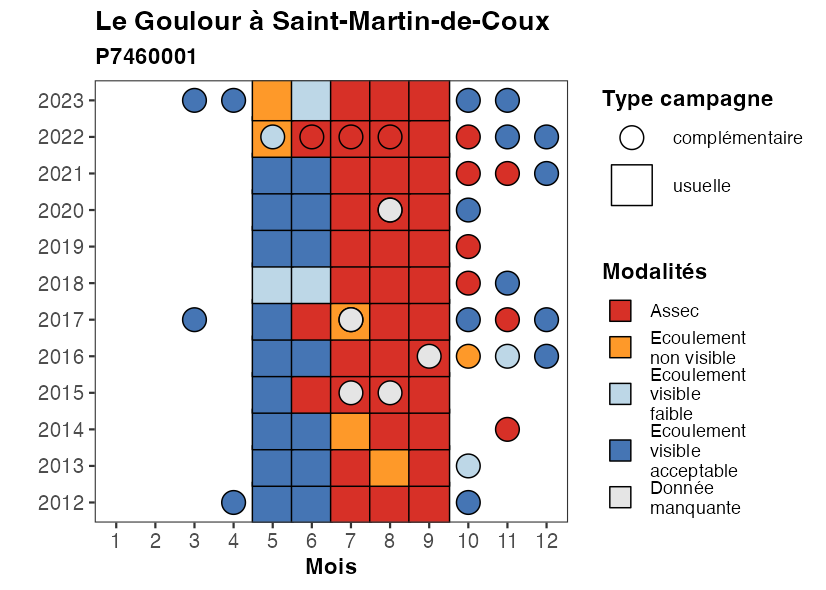 Le Goulour à Saint-Martin-de-Coux
P7460001
2023
2022
2021
2020
2019
2018
2017
2016
2015
2014
2013
2012
1 2 3 4 5 6 7 8 9 10 11 12
Mois
Type campagne
complémentaire
usuelle
Modalités
Assec
Ecoulement
non visible
Ecoulement
visible
faible
Ecoulement
visible
acceptable
Donnée
manquante